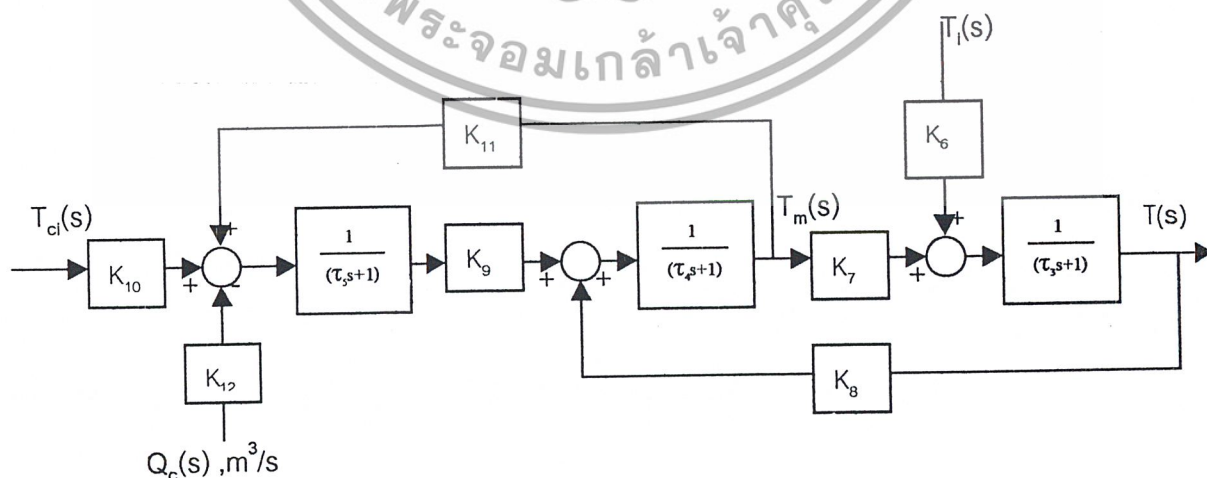 พระจอมเกล้าเจ้าคุ
T_i(s)
K_11
K_6
+
+
T_ci(s)
K_10
+
-
1
(τ_5s+1)
K_9
+
+
1
(τ_4s+1)
T_m(s)
K_7
+
1
(τ_3s+1)
T(s)
K_12
K_8
Q_c(s) ,m^3/s